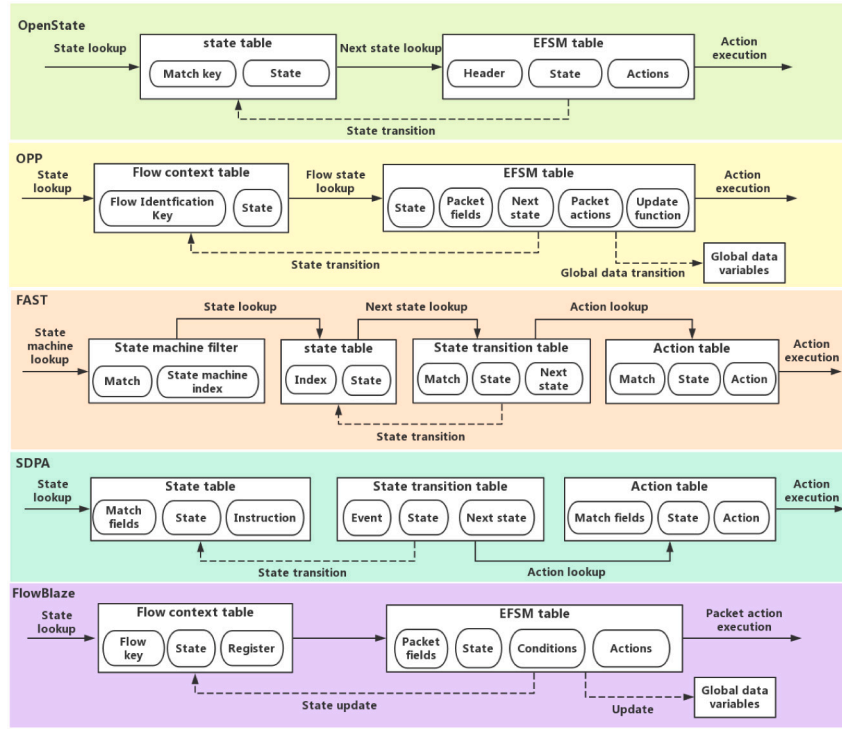 OpenState
State lookup
state table
Match key
State
Next state lookup
EFSM table
Header
State
Actions
Action
execution
State transition
OPP
State
lookup
Flow context table
Flow Identfication
Key
State
Flow state
lookup
EFSM table
State
Packet
fields
Next
state
Packet
actions
Update
function
Action
execution
State transition
Global data transition
Global data
variables
FAST
State
machine
lookup
State lookup
Next state lookup
Action lookup
State machine filter
Match
State machine
index
state table
Index
State
State transition table
Match
State
Next
state
Action table
Match
State
Action
Action
execution
State transition
SDPA
State
lookup
State table
Match
fields
State
Instruction
State transition table
Event
State
Next state
Action table
Match fields
State
Action
Action
execution
State transition
Action lookup
FlowBlaze
State
lookup
Flow context table
Flow
key
State
Register
EFSM table
Packet
fields
State
Conditions
Actions
Packet action
execution
State update
Update
Global data
variables